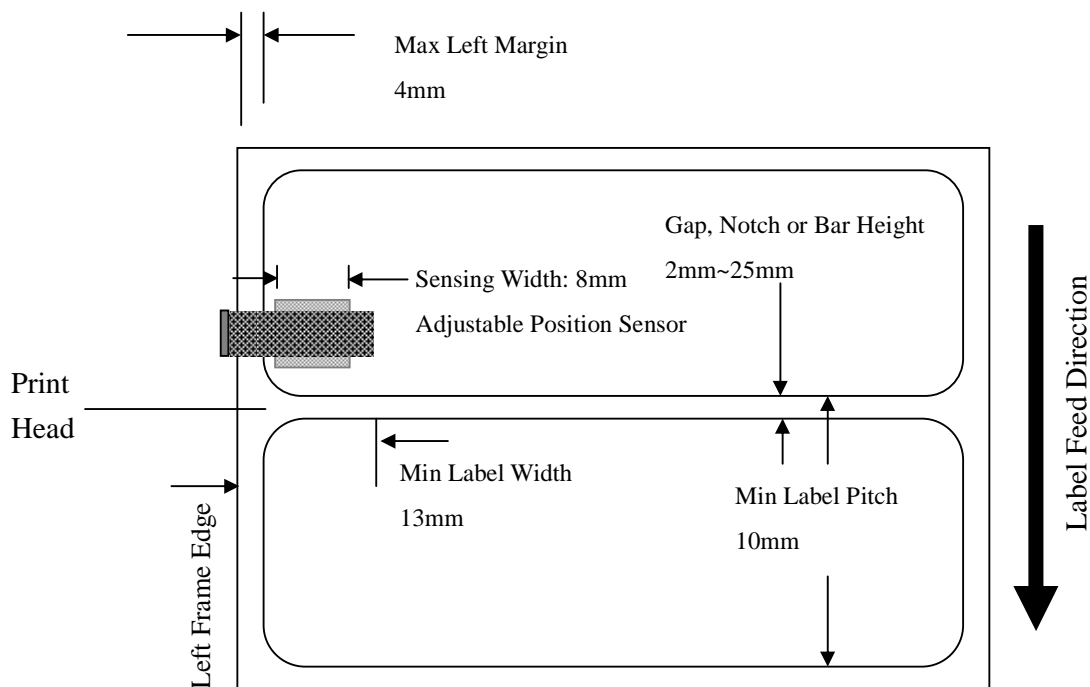 Max Left Margin
4mm
Gap, Notch or Bar Height
2mm~25mm
Sensing Width: 8mm
Adjustable Position Sensor
Print
Head
Min Label Width
13mm
Min Label Pitch
10mm
Left Frame Edge
Label Feed Direction